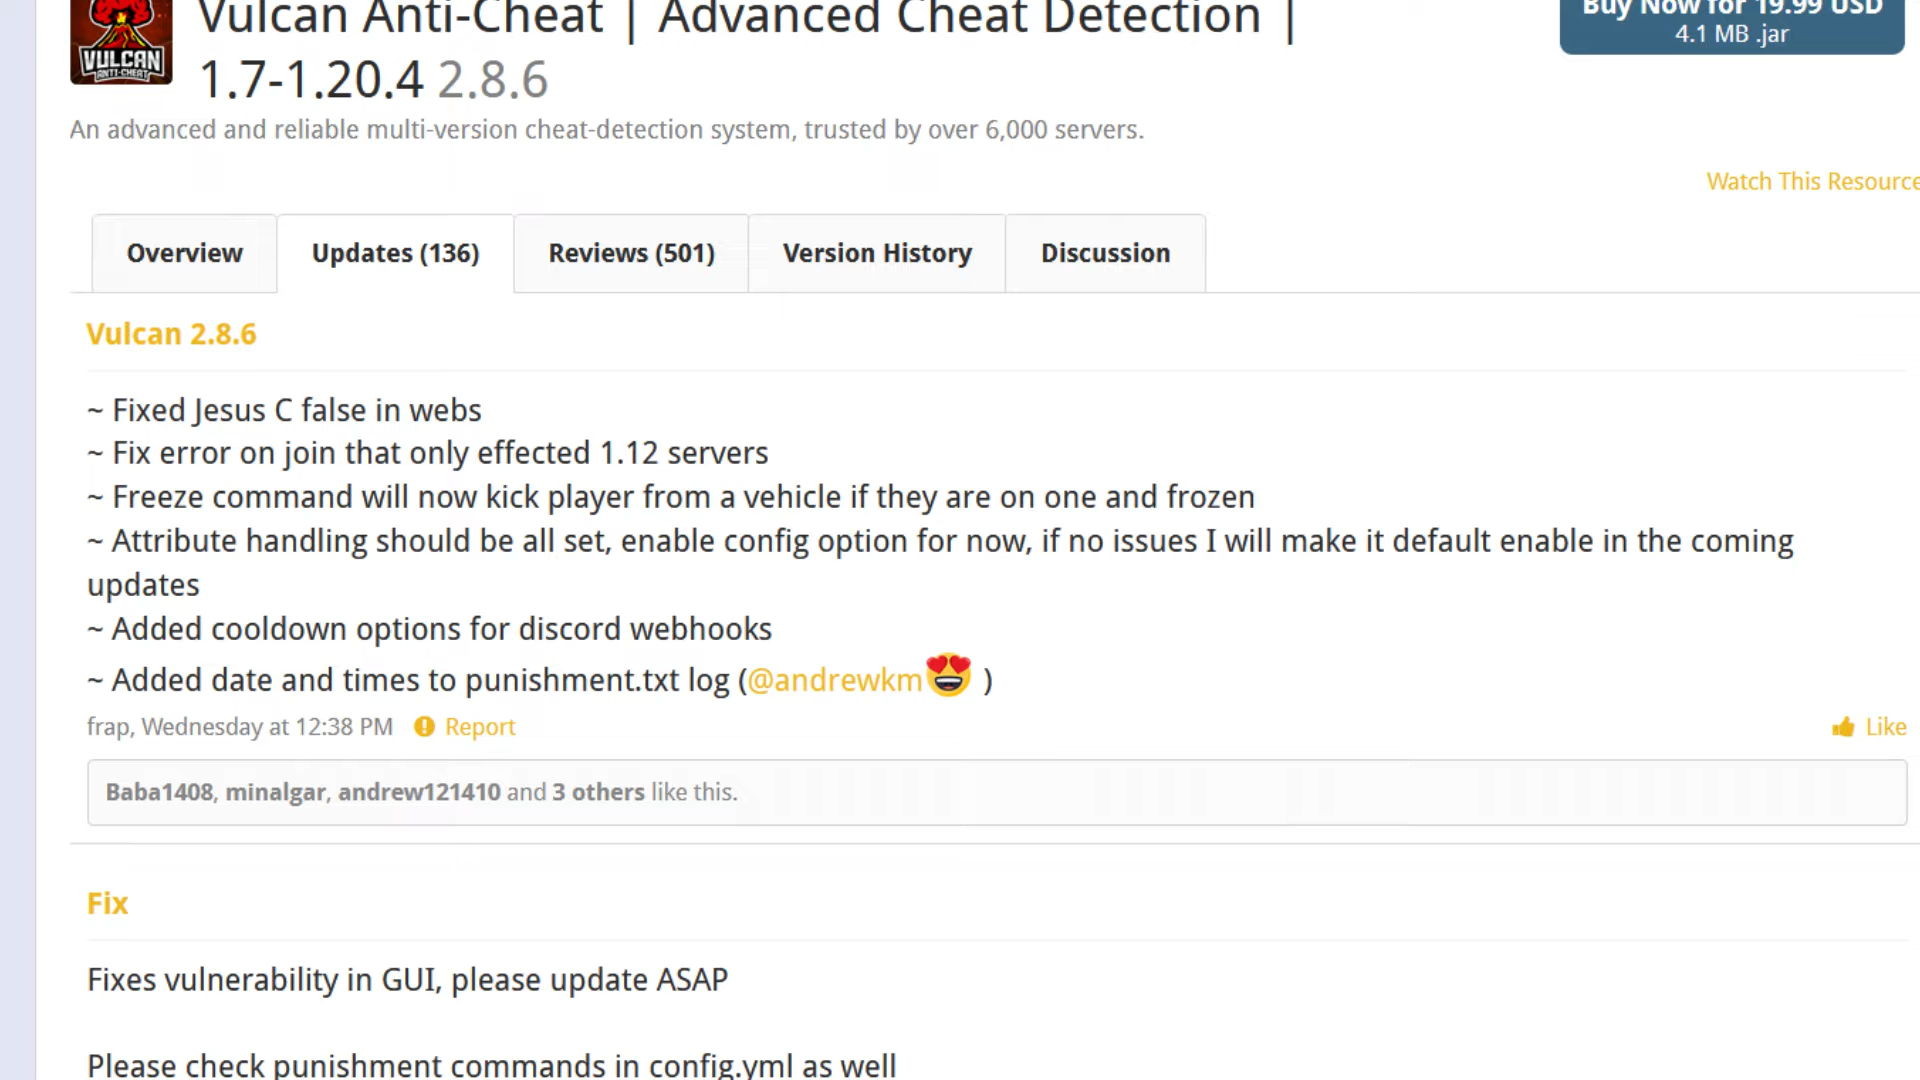 Vulcan Anti-Cheat | Advanced Cheat Detection |
1.7-1.20.4 2.8.6
VULCAN
ANTI-CHEAT
Buy Now for 19.99 USD
4.1 MB .jar
An advanced and reliable multi-version cheat-detection system, trusted by over 6,000 servers.
Watch This Resource
Overview
Updates (136)
Reviews (501)
Version History
Discussion
Vulcan 2.8.6
~ Fixed Jesus C false in webs
~ Fix error on join that only effected 1.12 servers
~ Freeze command will now kick player from a vehicle if they are on one and frozen
~ Attribute handling should be all set, enable config option for now, if no issues I will make it default enable in the coming
updates
~ Added cooldown options for discord webhooks
~ Added date and times to punishment.txt log (@andrewkm😍 )
frap, Wednesday at 12:38 PM
Report
Like
Baba1408, minalgar, andrew121410 and 3 others like this.
Fix
Fixes vulnerability in GUI, please update ASAP
Please check punishment commands in config.yml as well